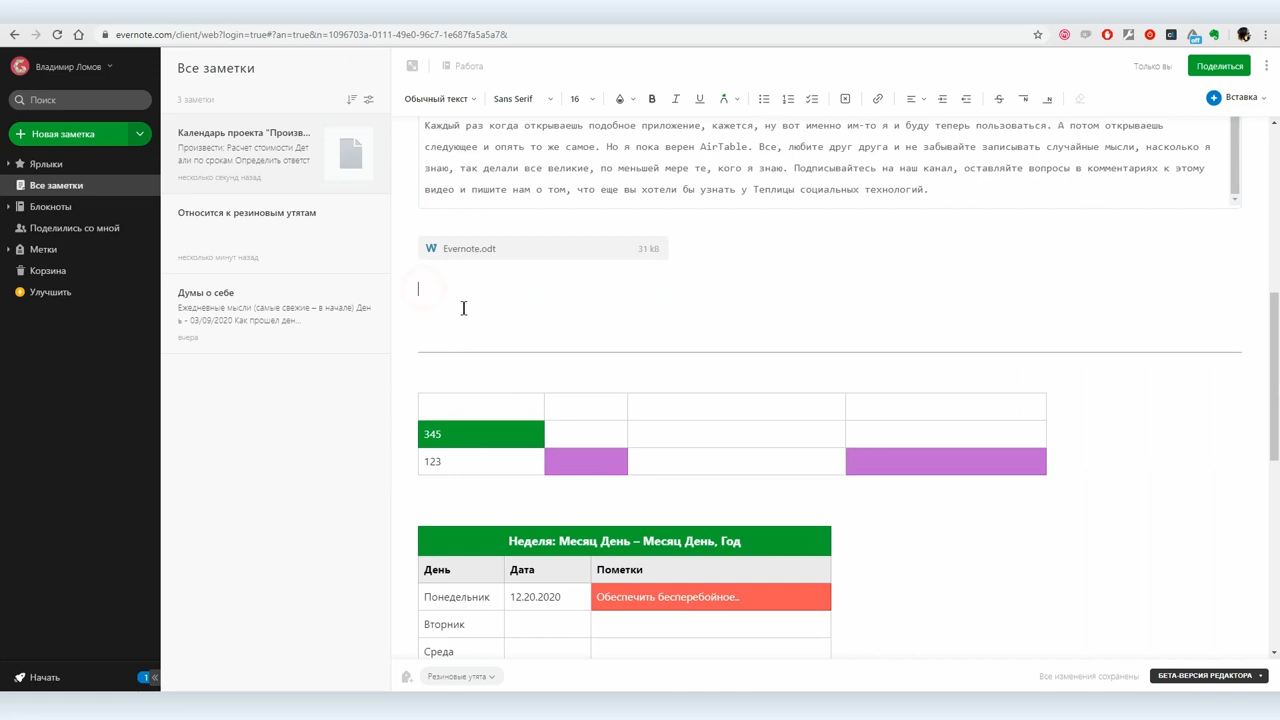 evernote.com/client/web?login=true#?an=true&n=1096703a-0111-49e0-96c7-1e687fa5a5a7&
off
Владимир Ломов
Поиск
Новая заметка
Ярлыки
Все заметки
Блокноты
Поделились со мной
Метки
Корзина
Улучшить
Начать
1
Все заметки
3 заметки
Календарь проекта "Произв...
Произвести: Расчет стоимости Дет
али по срокам Определить ответст
несколько секунд назад
Относится к резиновым утятам
несколько минут назад
Думы о себе
Ежедневные мысли (самые свежие – в начале) Ден
ь - 03/09/2020 Как прошел ден...
вчера
Работа
Только вы
Поделиться
Обычный текст
Sans Serif
16
Вставка
Каждый раз когда открываешь подобное приложение, кажется, ну вот именно им-то я и буду теперь пользоваться. А потом открываешь
следующее и опять то же самое. Но я пока верен AirTable. Все, любите друг друга и не забывайте записывать случайные мысли, насколько я
знаю, так делали все великие, по меньшей мере те, кого я знаю. Подписывайтесь на наш канал, оставляйте вопросы в комментариях к этому
видео и пишите нам о том, что еще вы хотели бы узнать у Теплицы социальных технологий.
Evernote.odt
31 kB
345
123
Неделя: Месяц День – Месяц День, Год
День Дата Пометки
Понедельник 12.20.2020 Обеспечить бесперебойное..
Вторник
Среда
Резиновые утята
Все изменения сохранены
БЕТА-ВЕРСИЯ РЕДАКТОРА